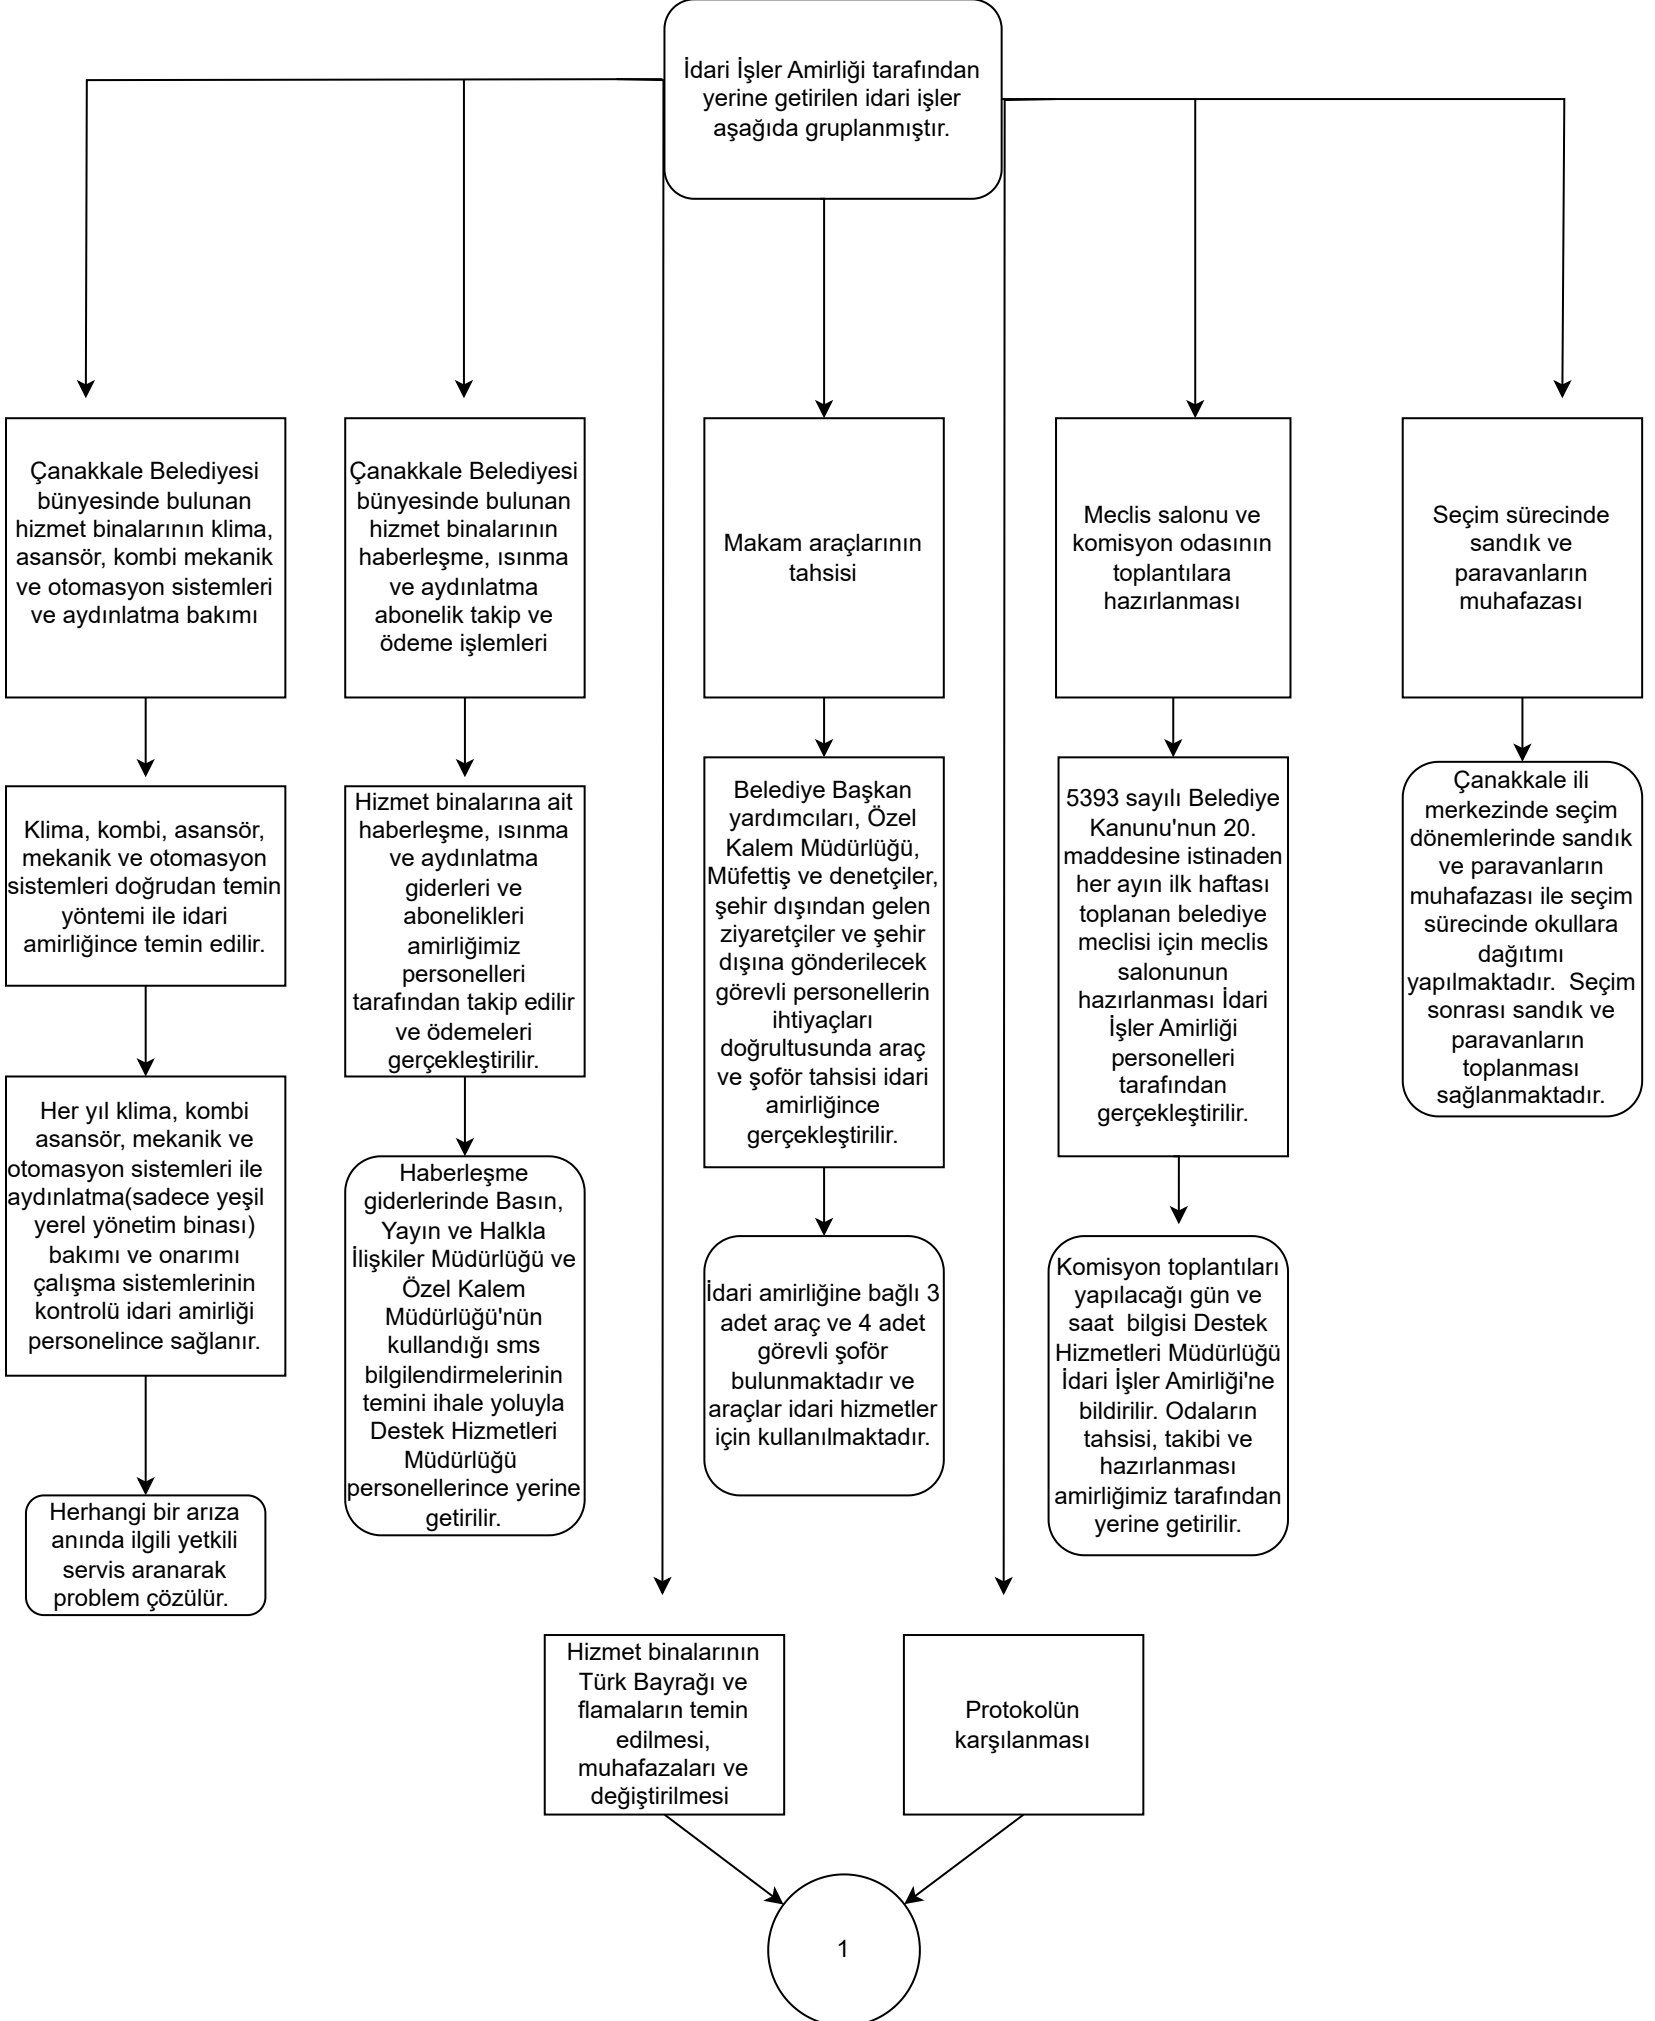 İdari İşler Amirliği tarafından
yerine getirilen idari işler
aşağıda gruplanmıştır.
Çanakkale Belediyesi
bünyesinde bulunan
hizmet binalarının klima,
asansör, kombi mekanik
ve otomasyon sistemleri
ve aydınlatma bakımı
Klima, kombi, asansör,
mekanik ve otomasyon
sistemleri doğrudan temin
yöntemi ile idari
amirliğince temin edilir.
Her yıl klima, kombi
asansör, mekanik ve
otomasyon sistemleri ile
aydınlatma(sadece yeşil
yerel yönetim binası)
bakımı ve onarımı
çalışma sistemlerinin
kontrolü idari amirliği
personelince sağlanır.
Herhangi bir arıza
anında ilgili yetkili
servis aranarak
problem çözülür.
Çanakkale Belediyesi
bünyesinde bulunan
hizmet binalarının
haberleşme, ısınma
ve aydınlatma
abonelik takip ve
ödeme işlemleri
Hizmet binalarına ait
haberleşme, ısınma
ve aydınlatma
giderleri ve
abonelikleri
amirliğimiz
personelleri
tarafından takip edilir
ve ödemeleri
gerçekleştirilir.
Haberleşme
giderlerinde Basın,
Yayın ve Halkla
İlişkiler Müdürlüğü ve
Özel Kalem
Müdürlüğü'nün
kullandığı sms
bilgilendirmelerinin
temini ihale yoluyla
Destek Hizmetleri
Müdürlüğü
personellerince yerine
getirilir.
Makam araçlarının
tahsisi
Belediye Başkan
yardımcıları, Özel
Kalem Müdürlüğü,
Müfettiş ve denetçiler,
şehir dışından gelen
ziyaretçiler ve şehir
dışına gönderilecek
görevli personellerin
ihtiyaçları
doğrultusunda araç
ve şoför tahsisi idari
amirliğince
gerçekleştirilir.
İdari amirliğine bağlı 3
adet araç ve 4 adet
görevli şoför
bulunmaktadır ve
araçlar idari hizmetler
için kullanılmaktadır.
Meclis salonu ve
komisyon odasının
toplantılara
hazırlanması
5393 sayılı Belediye
Kanunu'nun 20.
maddesine istinaden
her ayın ilk haftası
toplanan belediye
meclisi için meclis
salonunun
hazırlanması İdari
İşler Amirliği
personelleri
tarafından
gerçekleştirilir.
Komisyon toplantıları
yapılacağı gün ve
saat bilgisi Destek
Hizmetleri Müdürlüğü
İdari İşler Amirliği'ne
bildirilir. Odaların
tahsisi, takibi ve
hazırlanması
amirliğimiz tarafından
yerine getirilir.
Seçim sürecinde
sandık ve
paravanların
muhafazası
Çanakkale ili
merkezinde seçim
dönemlerinde sandık
ve paravanların
muhafazası ile seçim
sürecinde okullara
dağıtımı
yapılmaktadır. Seçim
sonrası sandık ve
paravanların
toplanması
sağlanmaktadır.
Hizmet binalarının
Türk Bayrağı ve
flamaların temin
edilmesi,
muhafazaları ve
değiştirilmesi
Protokolün
karşılanması
1